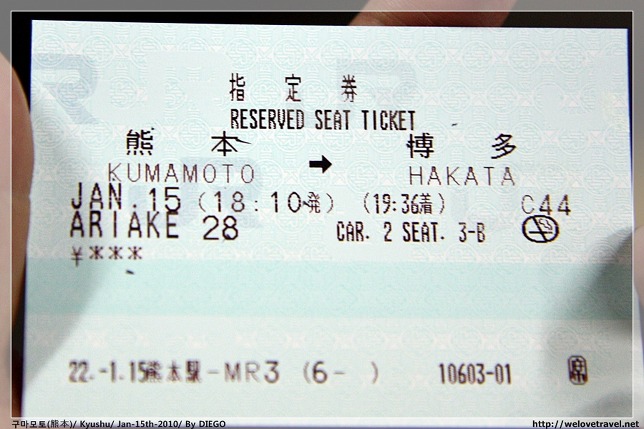 指定券
RESERVED SEAT TICKET
熊本 ➡ 博多
KUMAMOTO HAKATA
JAN.15 (18:10発) (19:36着) C44
ARIAKE 28 CAR. 2 SEAT. 3-B
¥***
22.-1.15熊本駅-MR3 (6- ) 10603-01
구마모토(熊本)/ Kyushu/ Jan-15th-2010/ By DIEGO http://welovetravel.net